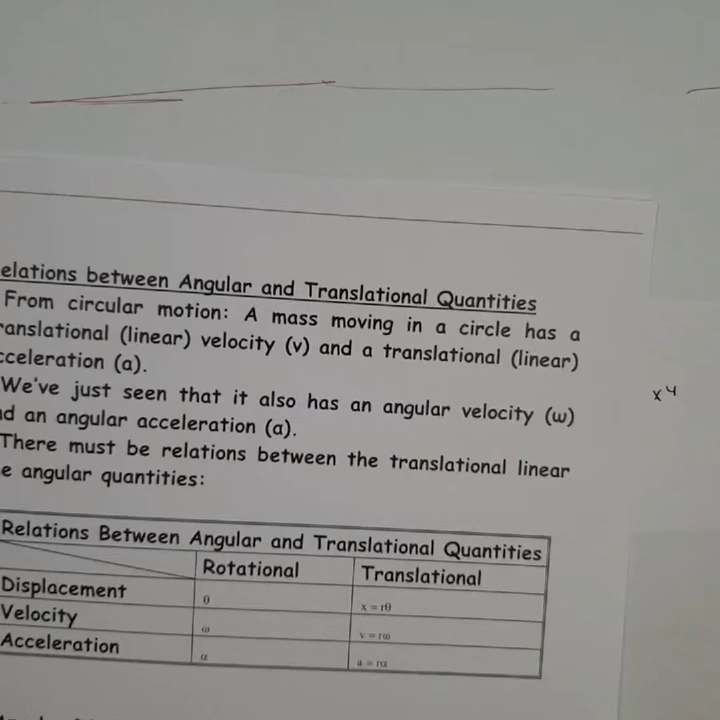 elations between Angular and Translational Quantities
From circular motion: A mass moving in a circle has a
ranslational (linear) velocity (v) and a translational (linear)
cceleration (a).
We've just seen that it also has an angular velocity (ω)
nd an angular acceleration (α).
There must be relations between the translational linear
e angular quantities:
x4
Relations Between Angular and Translational Quantities
Rotational Translational
Displacement θ x = rθ
Velocity ω v = rω
Acceleration α a = rα